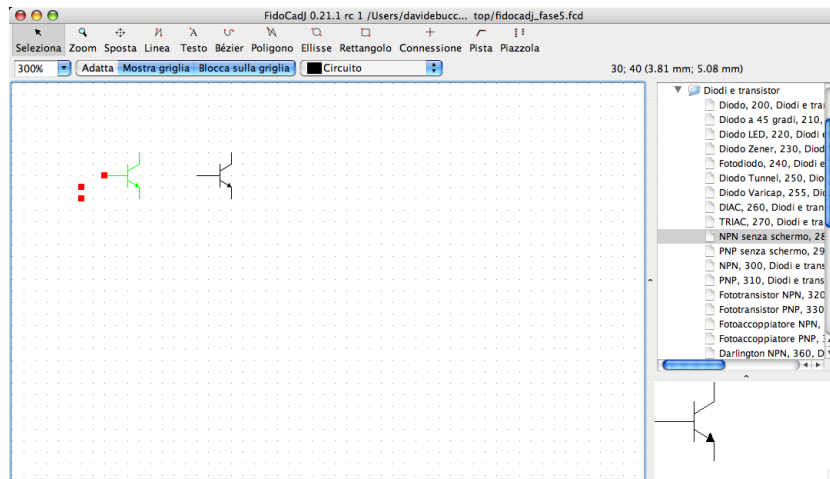 FidoCadJ 0.21.1 rc 1 /Users/davidebucc... top/fidocadj_fase5.fcd
Seleziona Zoom Sposta Linea Testo Bézier Poligono Ellisse Rettangolo Connessione Pista Piazzola
300% Adatta Mostra griglia Blocca sulla griglia Circuito 30; 40 (3.81 mm; 5.08 mm)
Diodi e transistor
Diodo, 200, Diodi e tra
Diodo a 45 gradi, 210,
Diodo LED, 220, Diodi e
Diodo Zener, 230, Diod
Fotodiodo, 240, Diodi e
Diodo Tunnel, 250, Dio
Diodo Varicap, 255, Dio
DIAC, 260, Diodi e tran
TRIAC, 270, Diodi e tra
NPN senza schermo, 28
PNP senza schermo, 29
NPN, 300, Diodi e trans
PNP, 310, Diodi e trans
Fototransistor NPN, 320
Fototransistor PNP, 330
Fotoaccoppiatore NPN,
Fotoaccoppiatore PNP,
Darlington NPN, 360, D